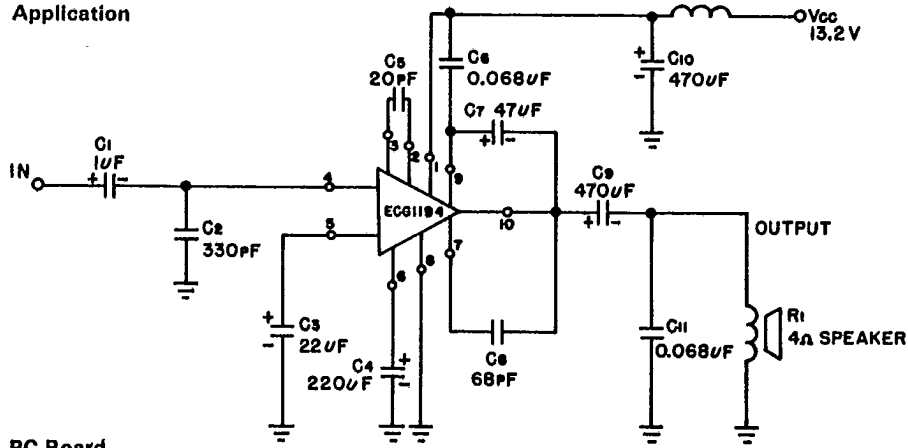 Application
VCC
13.2V
C10
470uF
C6
0.068uF
C5
20pF
C7 47uF
3
2
1
9
IN
C1
1uF
4
C9
470uF
ECG1194
10
OUTPUT
C2
330pF
5
7
6
8
C3
22uF
C4
220uF
C8
68pF
C11
0.068uF
R1
4Ω SPEAKER
PC Board